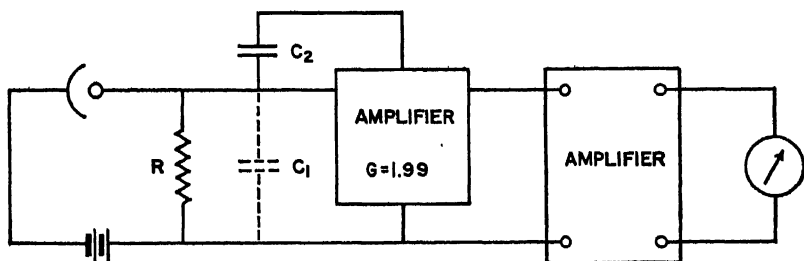 C2
AMPLIFIER
G=1.99
R
C1
AMPLIFIER